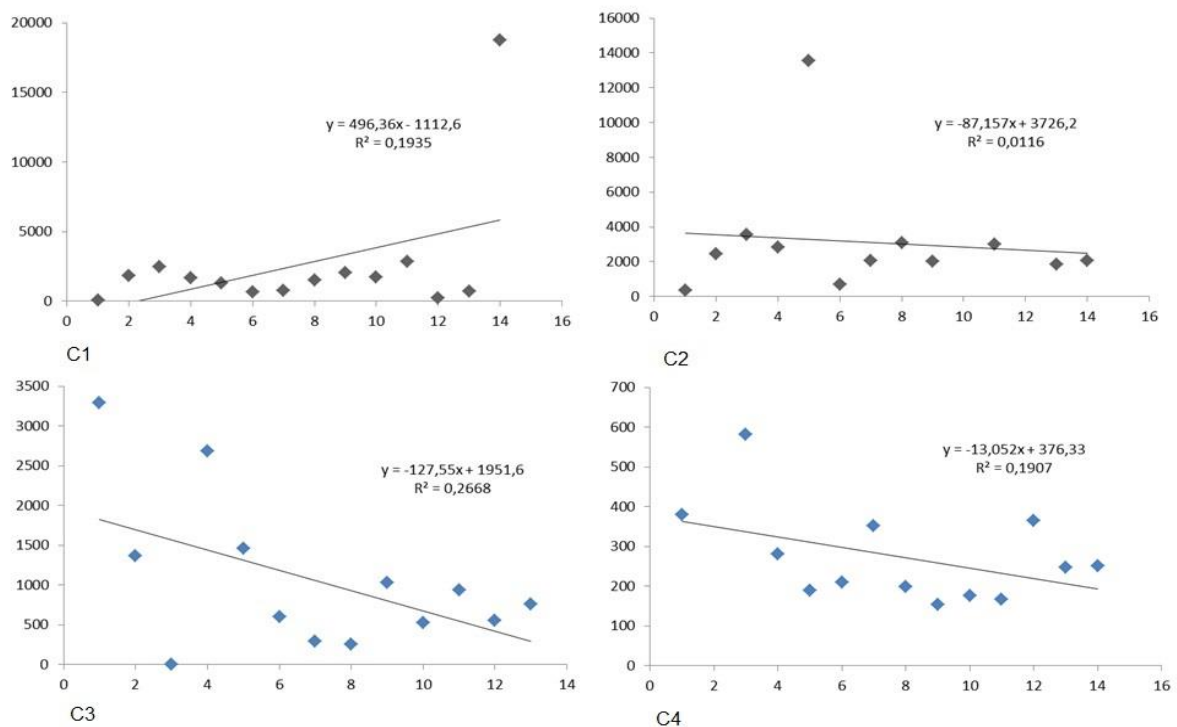 20000
15000
10000
5000
0
0 2 4 6 8 10 12 14 16
y = 496,36x - 1112,6
R² = 0,1935
C1
16000
14000
12000
10000
8000
6000
4000
2000
0
0 2 4 6 8 10 12 14 16
y = -87,157x + 3726,2
R² = 0,0116
C2
3500
3000
2500
2000
1500
1000
500
0
0 2 4 6 8 10 12 14
y = -127,55x + 1951,6
R² = 0,2668
C3
700
600
500
400
300
200
100
0
0 2 4 6 8 10 12 14 16
y = -13,052x + 376,33
R² = 0,1907
C4